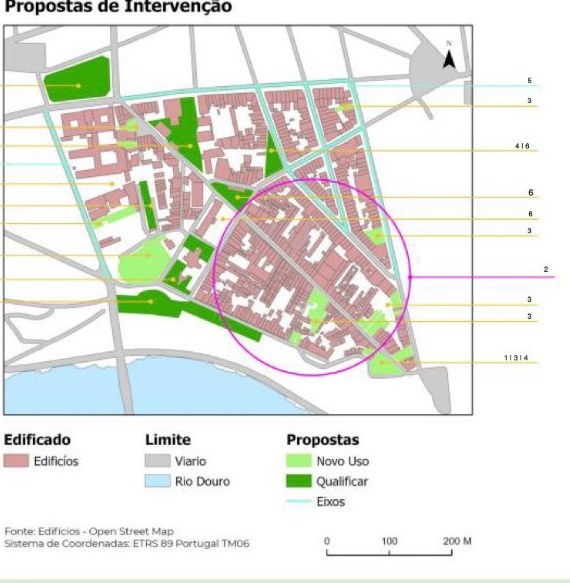 Propostas de Intervenção
N
5
3
4 | 6
6
6
3
2
3
3
1 | 3 | 4
Edificado
Edifícios
Limite
Viario
Rio Douro
Propostas
Novo Uso
Qualificar
Eixos
Fonte: Edifícios - Open Street Map
Sistema de Coordenadas: ETRS 89 Portugal TM06
0 100 200 M